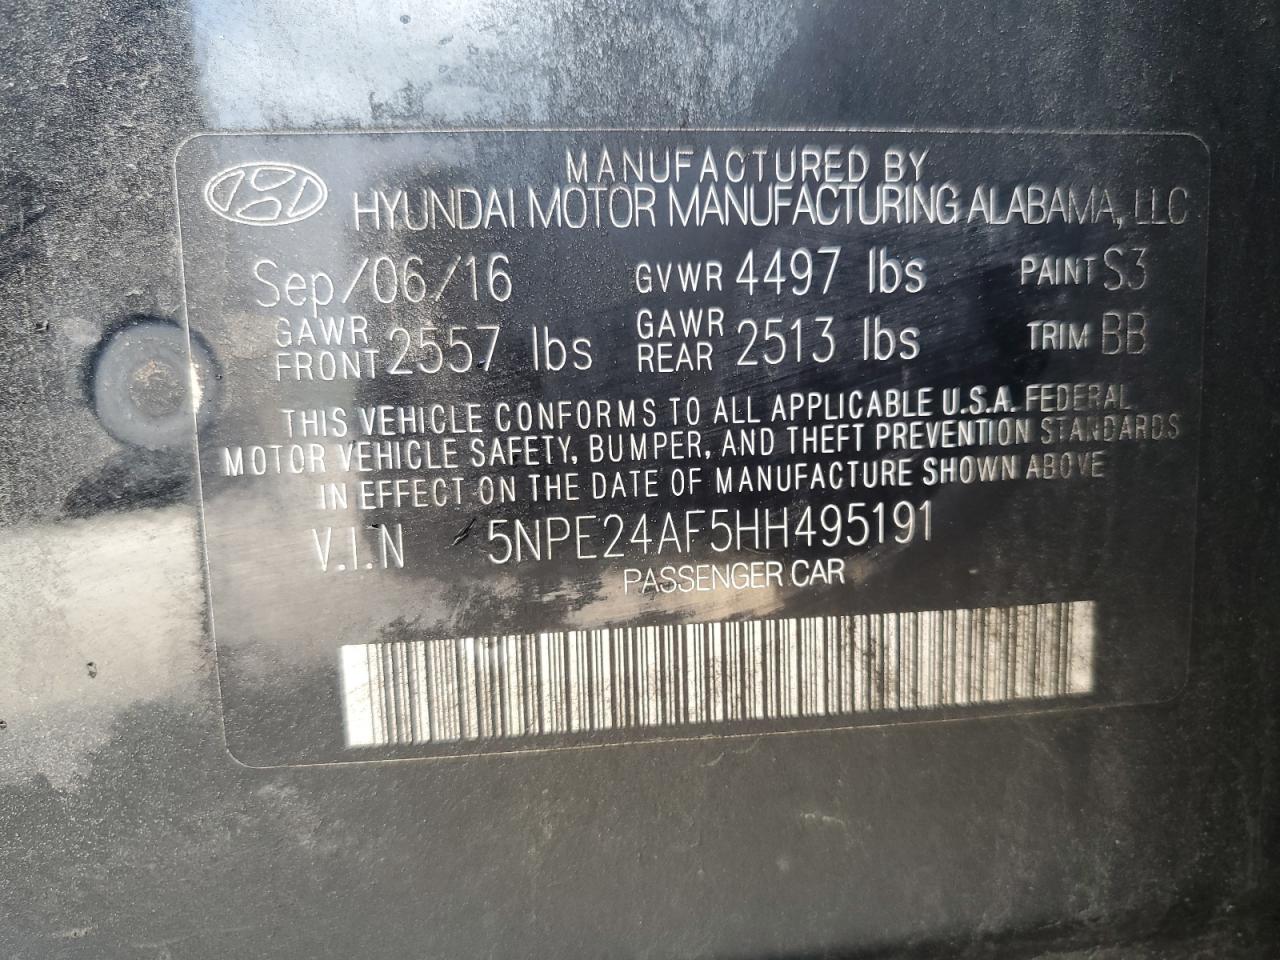 MANUFACTURED BY
HYUNDAI MOTOR MANUFACTURING ALABAMA, LLC
Sep/06/16 GVWR 4497 lbs PAINT S3
GAWR FRONT 2557 lbs GAWR REAR 2513 lbs TRIM BB
THIS VEHICLE CONFORMS TO ALL APPLICABLE U.S.A. FEDERAL
MOTOR VEHICLE SAFETY, BUMPER, AND THEFT PREVENTION STANDARDS
IN EFFECT ON THE DATE OF MANUFACTURE SHOWN ABOVE
V.I.N 5NPE24AF5HH495191
PASSENGER CAR